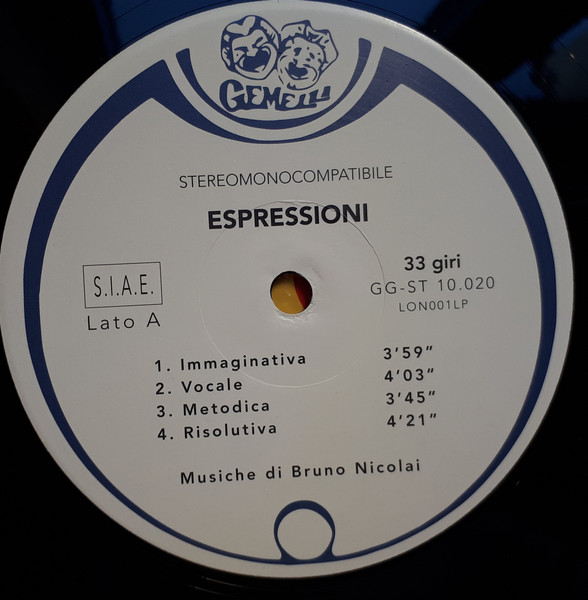 GEMELLI
STEREOMONOCOMPATIBILE
ESPRESSIONI
33 giri
S.I.A.E.
GG-ST 10.020
Lato A
LON001LP
1. Immaginativa 3'59"
2. Vocale 4'03"
3. Metodica 3'45"
4. Risolutiva 4'21"
Musiche di Bruno Nicolai